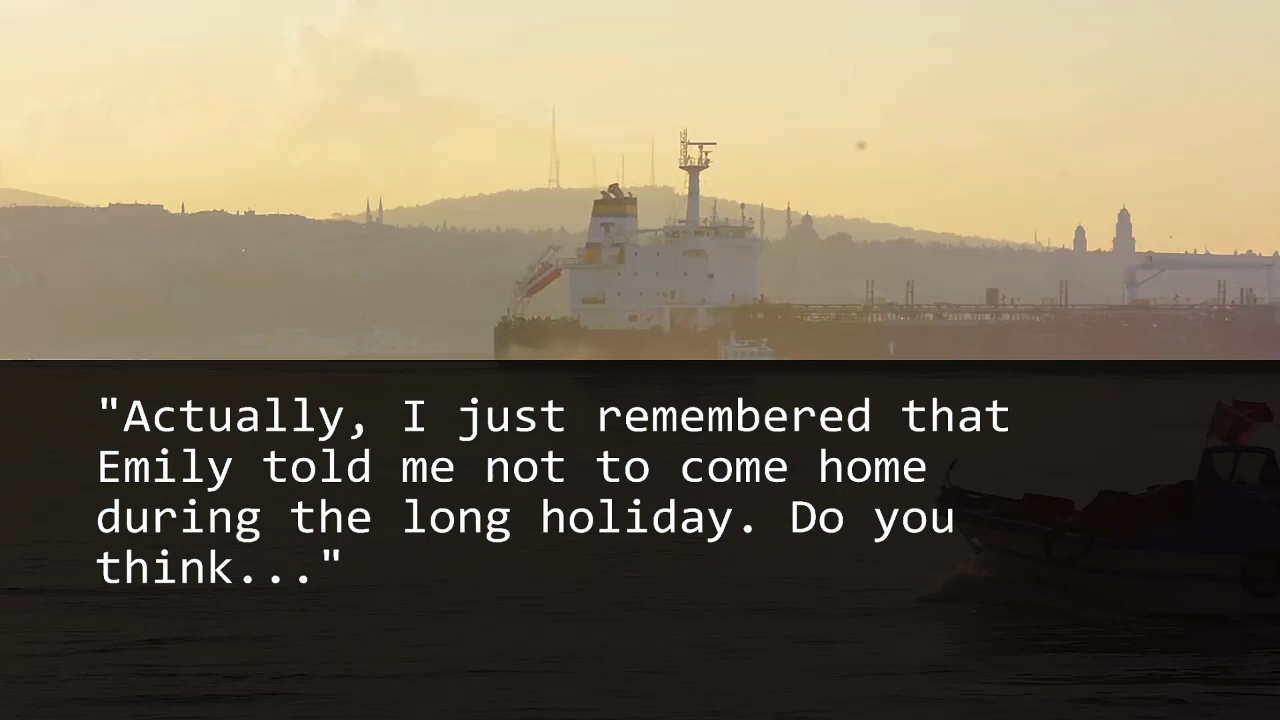 "Actually, I just remembered that
Emily told me not to come home
during the long holiday. Do you
think..."